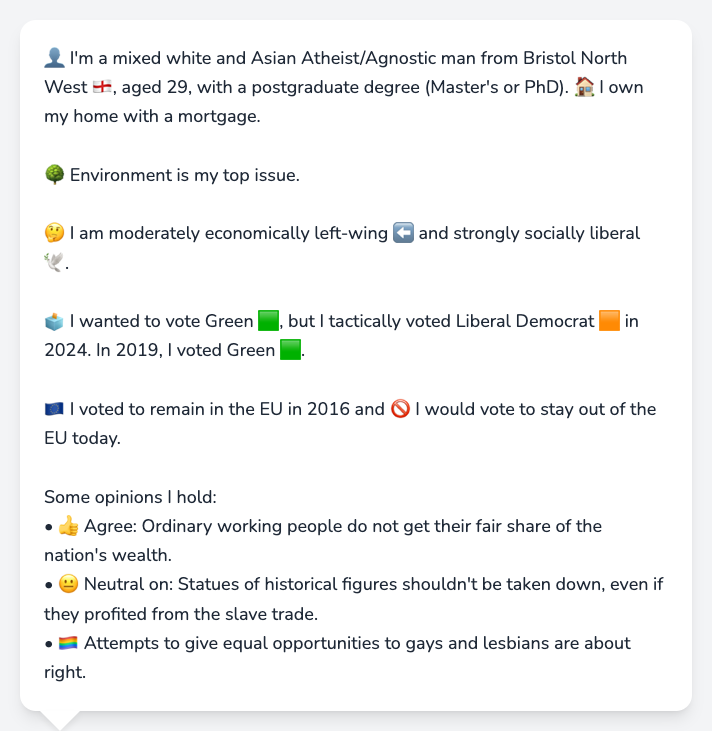 👤 I'm a mixed white and Asian Atheist/Agnostic man from Bristol North
West 🏴󠁧󠁢󠁥󠁮󠁧󠁿, aged 29, with a postgraduate degree (Master's or PhD). 🏠 I own
my home with a mortgage.
🌳 Environment is my top issue.
🤔 I am moderately economically left-wing ⬅️ and strongly socially liberal
🕊️.
🗳️ I wanted to vote Green 🟩, but I tactically voted Liberal Democrat 🟧 in
2024. In 2019, I voted Green 🟩.
🇪🇺 I voted to remain in the EU in 2016 and 🚫 I would vote to stay out of the
EU today.
Some opinions I hold:
• 👍 Agree: Ordinary working people do not get their fair share of the
nation's wealth.
• 😐 Neutral on: Statues of historical figures shouldn't be taken down, even if
they profited from the slave trade.
• 🏳️‍🌈 Attempts to give equal opportunities to gays and lesbians are about
right.